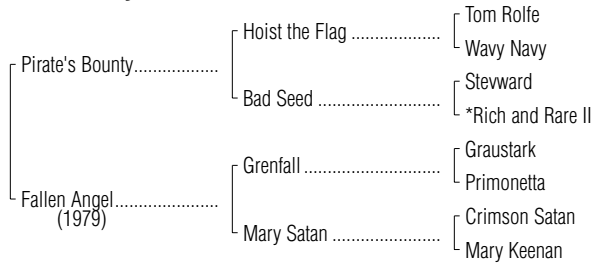 Tom Rolfe
Hoist the Flag ..................
Wavy Navy
Pirate's Bounty.................
Stevward
Bad Seed .........................
*Rich and Rare II
Graustark
Grenfall ............................
Primonetta
Fallen Angel.....................
(1979)
Crimson Satan
Mary Satan ......................
Mary Keenan